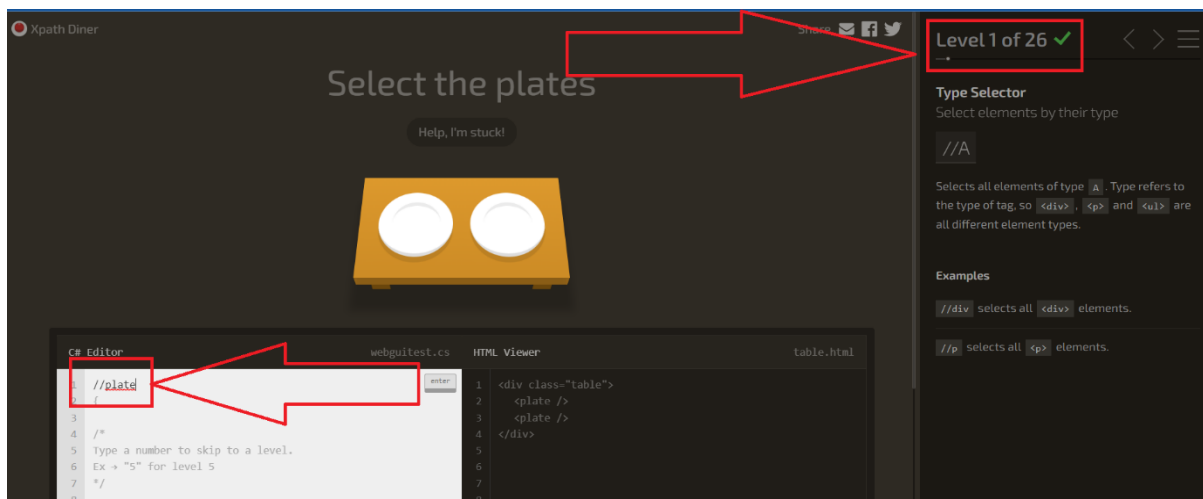 Xpath Diner
Share
Select the plates
Help, I'm stuck!
C# Editor
webguitest.cs
1 //plate
enter
2 {
3
4 /*
5 Type a number to skip to a level.
6 Ex → "5" for level 5
7 */
HTML Viewer
table.html
1 <div class="table">
2 <plate />
3 <plate />
4 </div>
5
6
7
Level 1 of 26
Type Selector
Select elements by their type
//A
Selects all elements of type A . Type refers to
the type of tag, so <div> , <p> and <ul> are
all different element types.
Examples
//div selects all <div> elements.
//p selects all <p> elements.